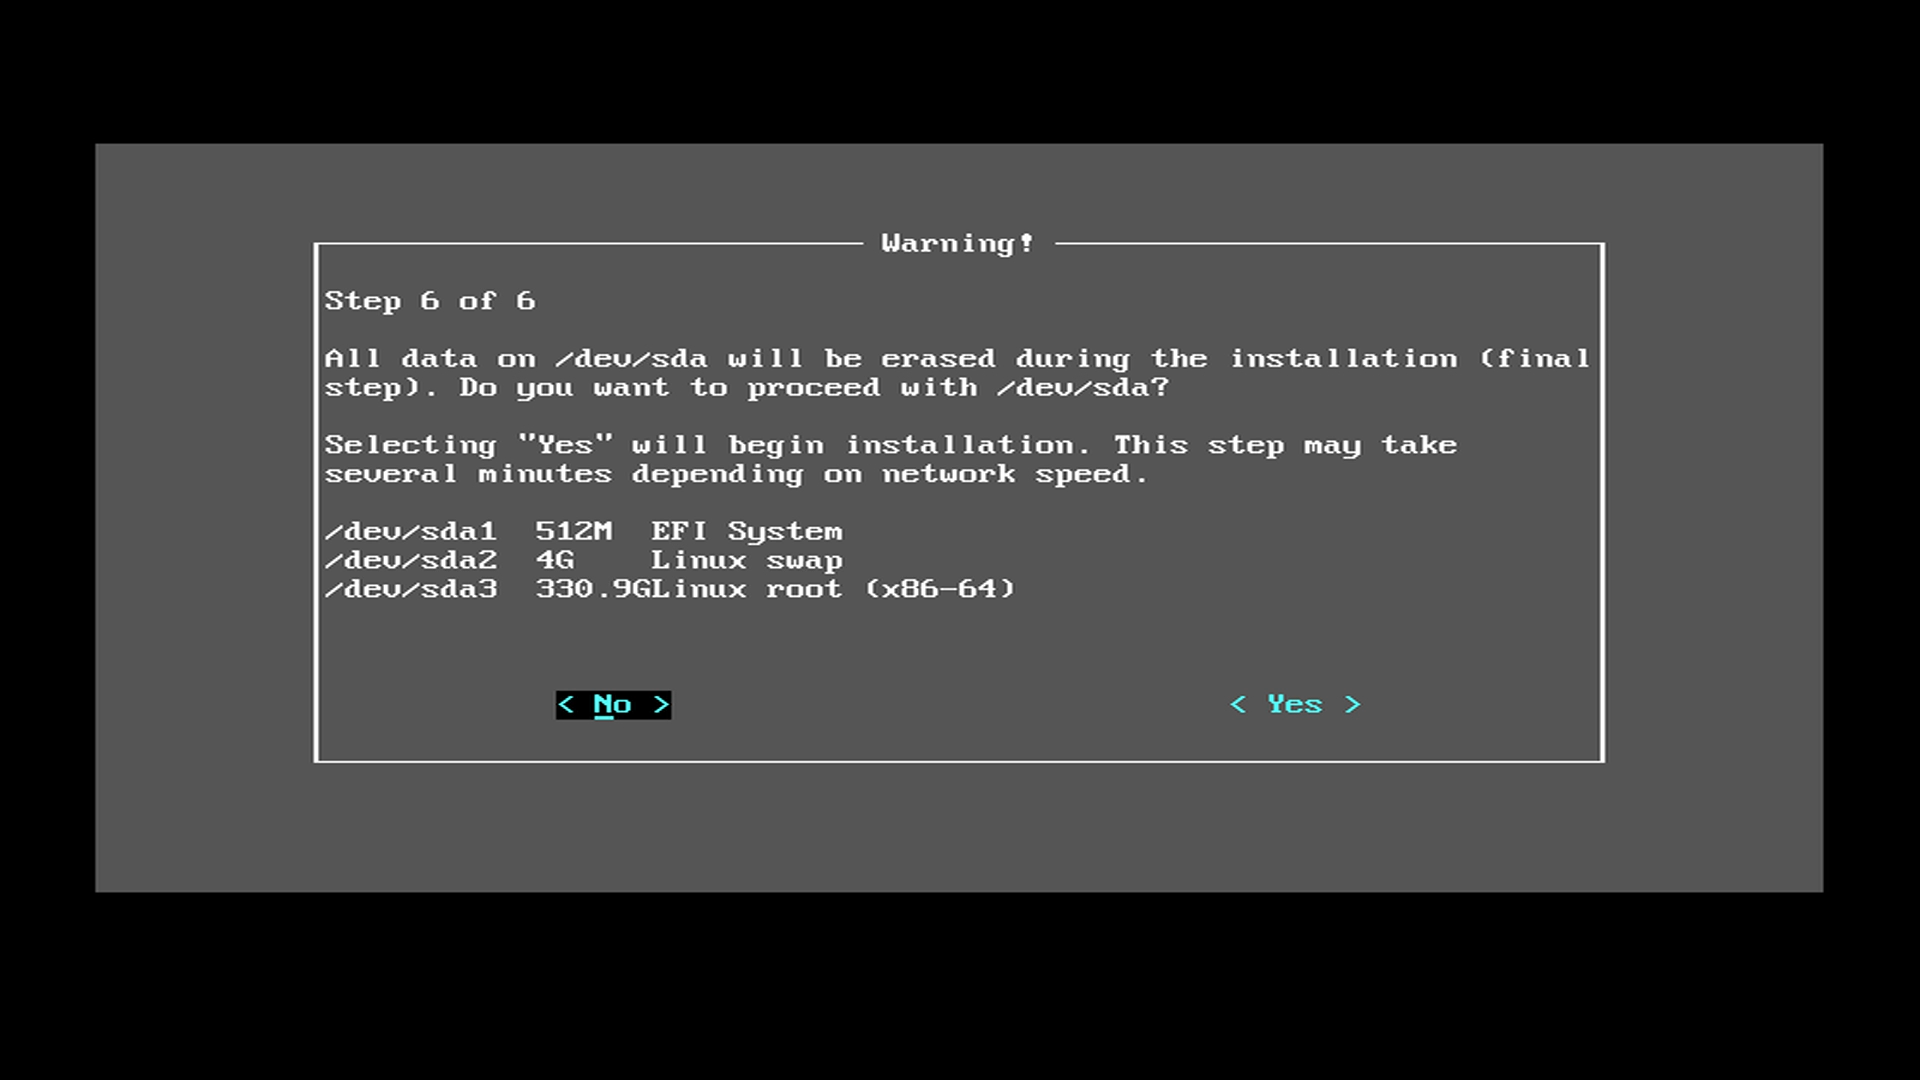 Warning!
Step 6 of 6
All data on /dev/sda will be erased during the installation (final
step). Do you want to proceed with /dev/sda?
Selecting "Yes" will begin installation. This step may take
several minutes depending on network speed.
/dev/sda1  512M  EFI System
/dev/sda2  4G    Linux swap
/dev/sda3  330.9GLinux root (x86-64)
< No > < Yes >